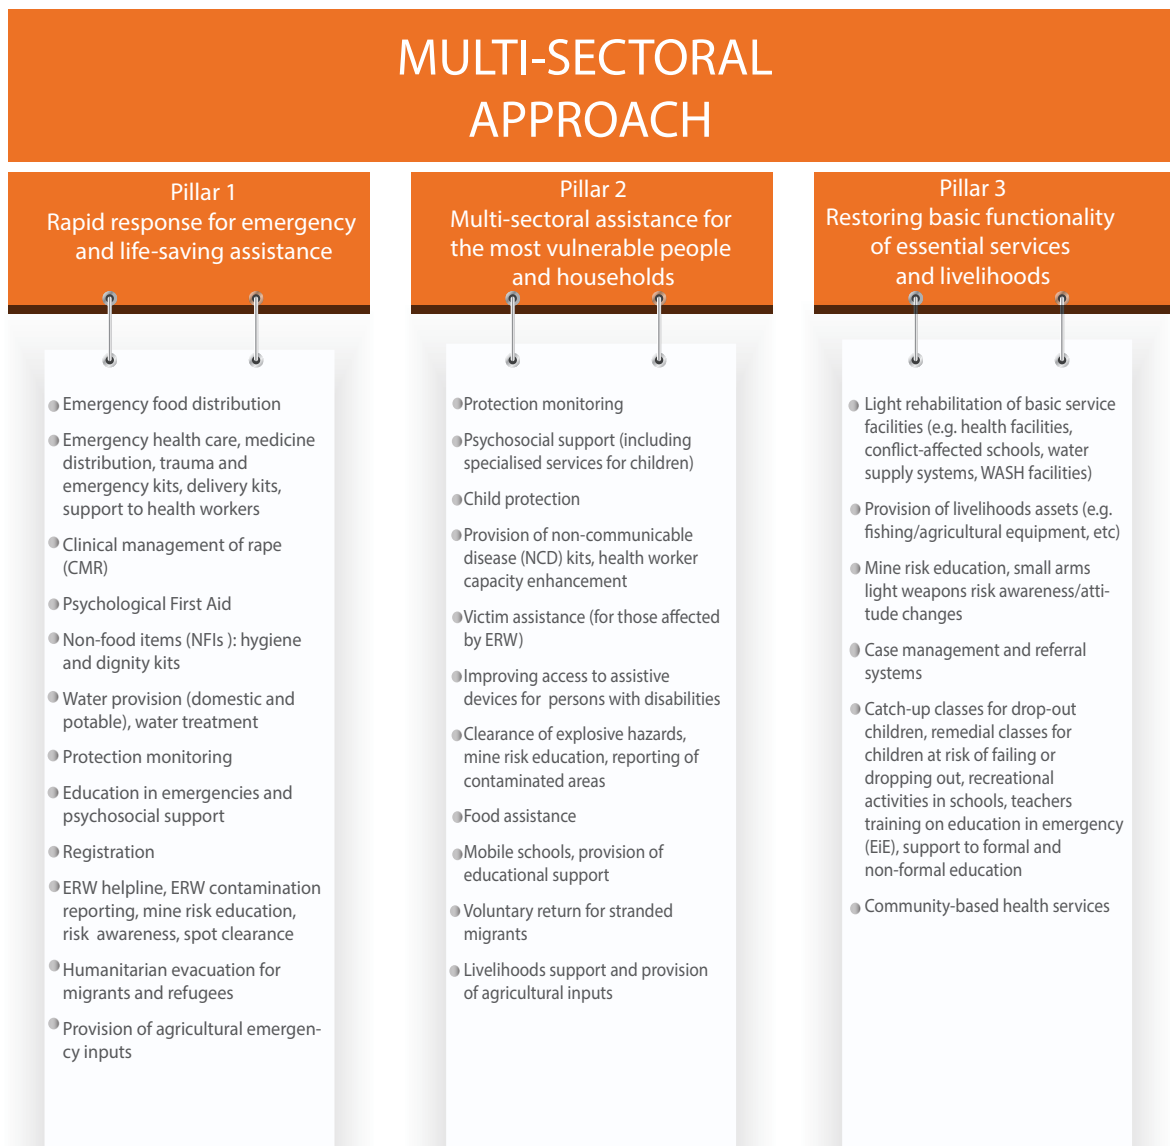 MULTI-SECTORAL
APPROACH
Pillar 1
Rapid response for emergency
and life-saving assistance
Emergency food distribution
Emergency health care, medicine
distribution, trauma and
emergency kits, delivery kits,
support to health workers
Clinical management of rape
(CMR)
Psychological First Aid
Non-food items (NFIs ): hygiene
and dignity kits
Water provision (domestic and
potable), water treatment
Protection monitoring
Education in emergencies and
psychosocial support
Registration
ERW helpline, ERW contamination
reporting, mine risk education,
risk awareness, spot clearance
Humanitarian evacuation for
migrants and refugees
Provision of agricultural emergen-
cy inputs
Pillar 2
Multi-sectoral assistance for
the most vulnerable people
and households
Protection monitoring
Psychosocial support (including
specialised services for children)
Child protection
Provision of non-communicable
disease (NCD) kits, health worker
capacity enhancement
Victim assistance (for those affected
by ERW)
Improving access to assistive
devices for persons with disabilities
Clearance of explosive hazards,
mine risk education, reporting of
contaminated areas
Food assistance
Mobile schools, provision of
educational support
Voluntary return for stranded
migrants
Livelihoods support and provision
of agricultural inputs
Pillar 3
Restoring basic functionality
of essential services
and livelihoods
Light rehabilitation of basic service
facilities (e.g. health facilities,
conflict-affected schools, water
supply systems, WASH facilities)
Provision of livelihoods assets (e.g.
fishing/agricultural equipment, etc)
Mine risk education, small arms
light weapons risk awareness/atti-
tude changes
Case management and referral
systems
Catch-up classes for drop-out
children, remedial classes for
children at risk of failing or
dropping out, recreational
activities in schools, teachers
training on education in emergency
(EiE), support to formal and
non-formal education
Community-based health services